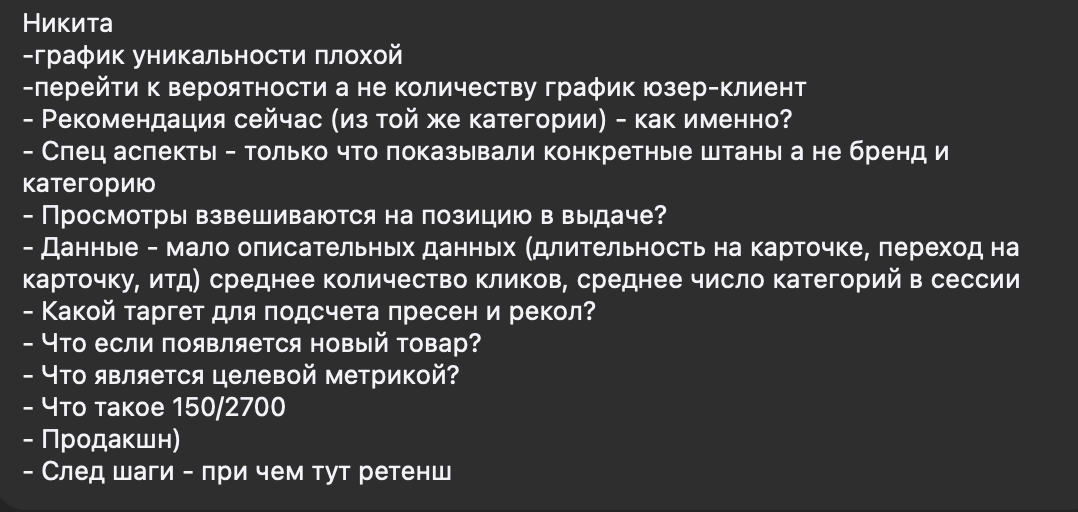 Никита
-график уникальности плохой
-перейти к вероятности а не количеству график юзер-клиент
- Рекомендация сейчас (из той же категории) - как именно?
- Спец аспекты - только что показывали конкретные штаны а не бренд и
категорию
- Просмотры взвешиваются на позицию в выдаче?
- Данные - мало описательных данных (длительность на карточке, переход на
карточку, итд) среднее количество кликов, среднее число категорий в сессии
- Какой таргет для подсчета пресен и рекол?
- Что если появляется новый товар?
- Что является целевой метрикой?
- Что такое 150/2700
- Продакшн)
- След шаги - при чем тут ретенш